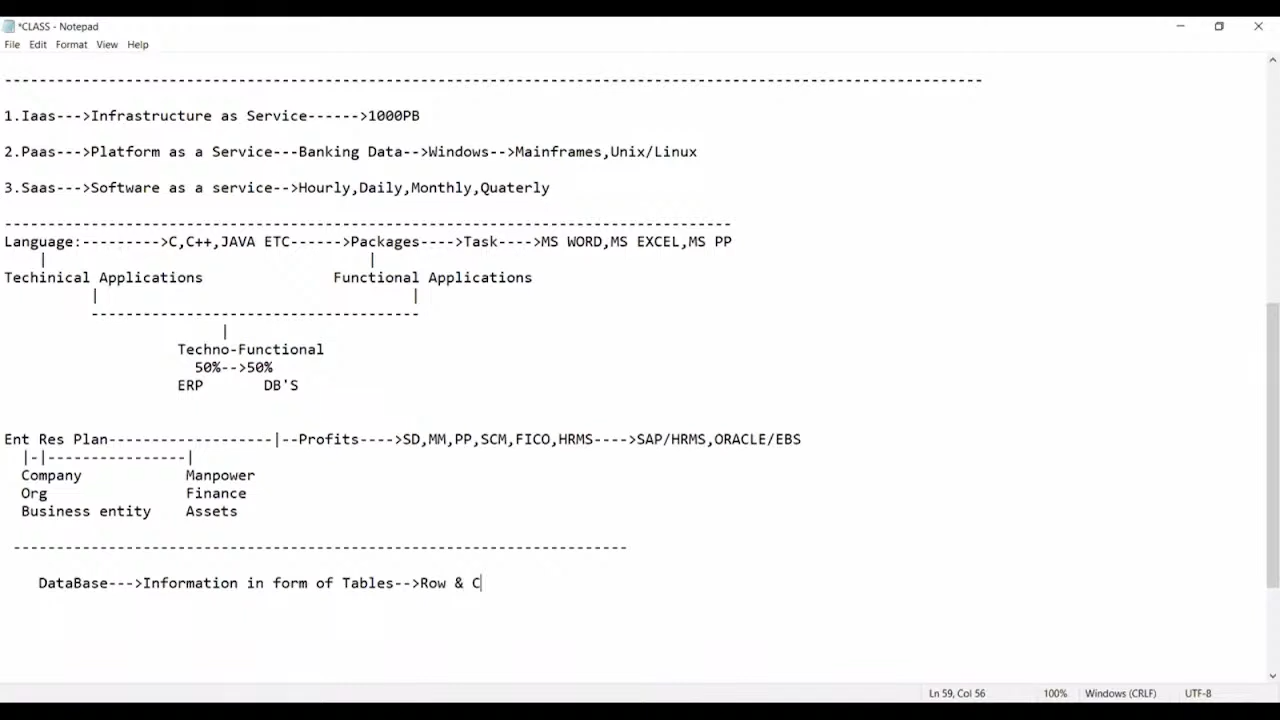 *CLASS - Notepad
File Edit Format View Help
---------------------------------------------------------------------------------------------------------------------
1.Iaas--->Infrastructure as Service------>1000PB
2.Paas--->Platform as a Service---Banking Data-->Windows-->Mainframes,Unix/Linux
3.Saas--->Software as a service-->Hourly,Daily,Monthly,Quaterly
------------------------------------------------------------------------------------
Language:--------->C,C++,JAVA ETC------>Packages---->Task---->MS WORD,MS EXCEL,MS PP
| |
Techinical Applications Functional Applications
| |
--------------------------------------
|
Techno-Functional
50%-->50%
ERP DB'S
Ent Res Plan-------------------|--Profits---->SD,MM,PP,SCM,FICO,HRMS---->SAP/HRMS,ORACLE/EBS
|-|----------------|
Company Manpower
Org Finance
Business entity Assets
-----------------------------------------------------------------------
DataBase--->Information in form of Tables-->Row & C
Ln 59, Col 56 100% Windows (CRLF) UTF-8